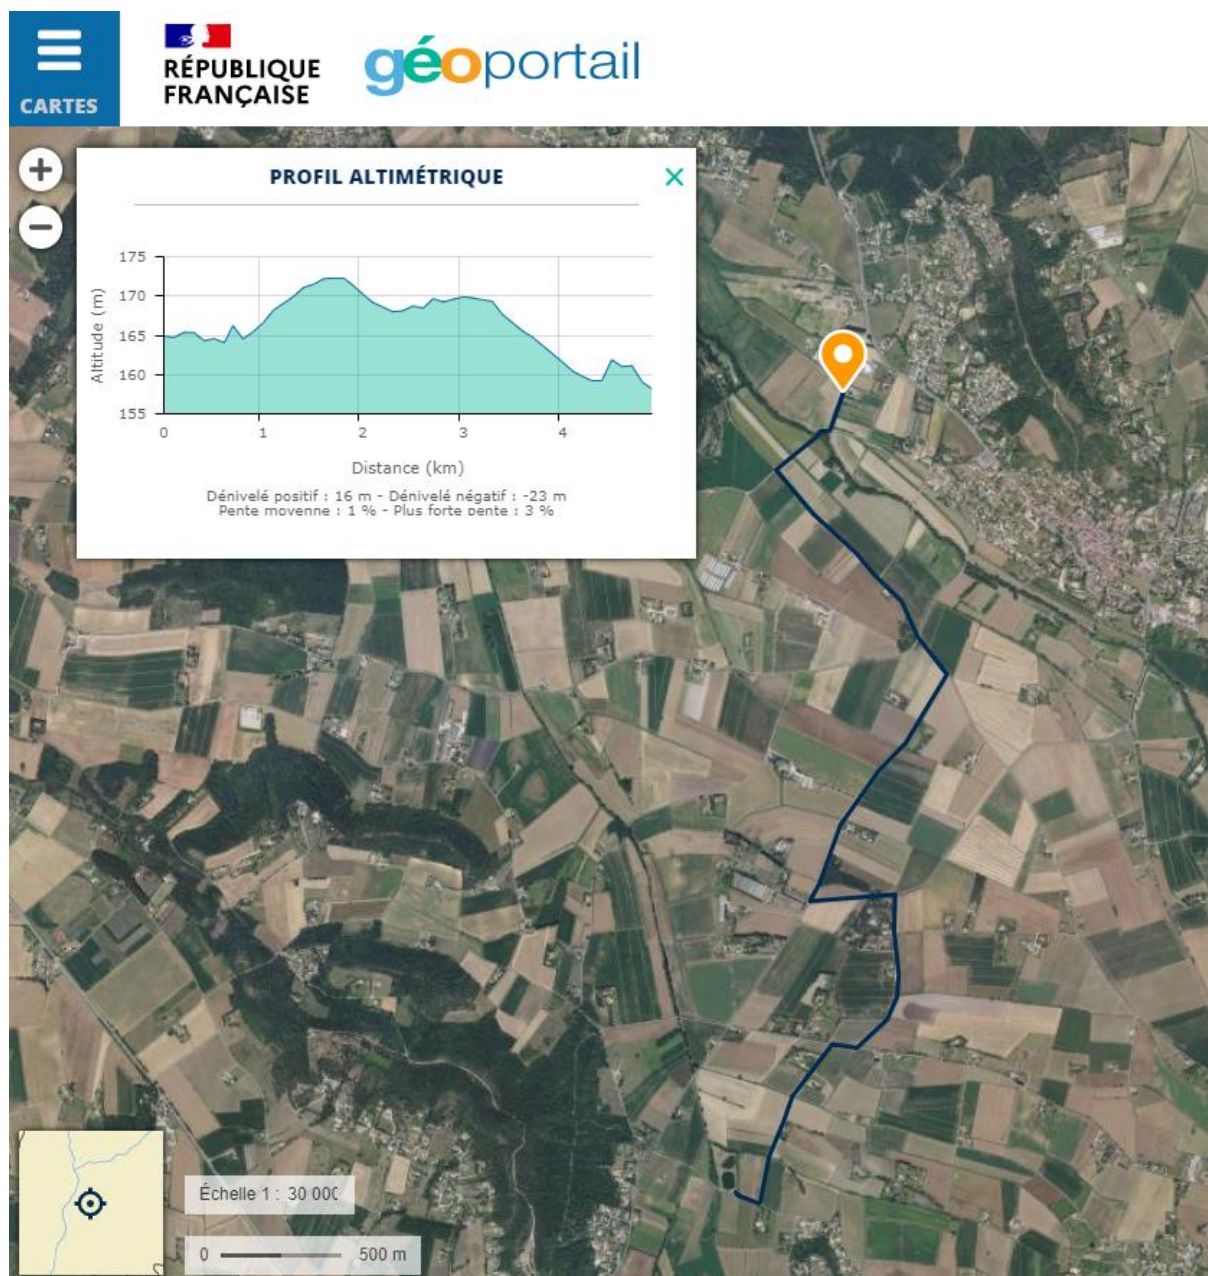 RÉPUBLIQUE
FRANÇAISE
géoportail
CARTES
PROFIL ALTIMÉTRIQUE
175
170
165
160
155
Altitude (m)
0 1 2 3 4
Distance (km)
Dénivelé positif : 16 m - Dénivelé négatif : -23 m
Pente moyenne : 1 % - Plus forte pente : 3 %
Échelle 1 : 30 000
0 500 m